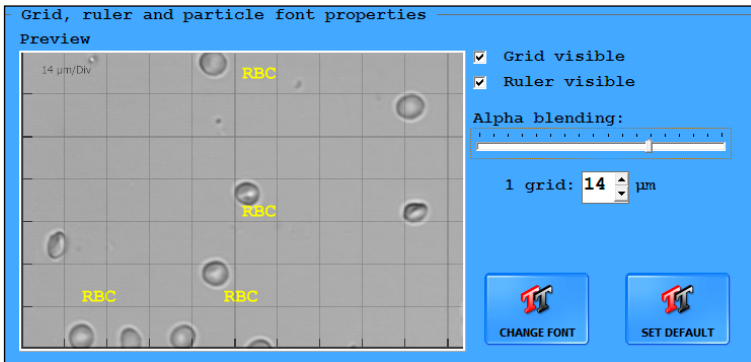 Grid, ruler and particle font properties
Preview
14 µm/Div
RBC
RBC
RBC
RBC
Grid visible
Ruler visible
Alpha blending:
1 grid: 14 µm
CHANGE FONT
SET DEFAULT